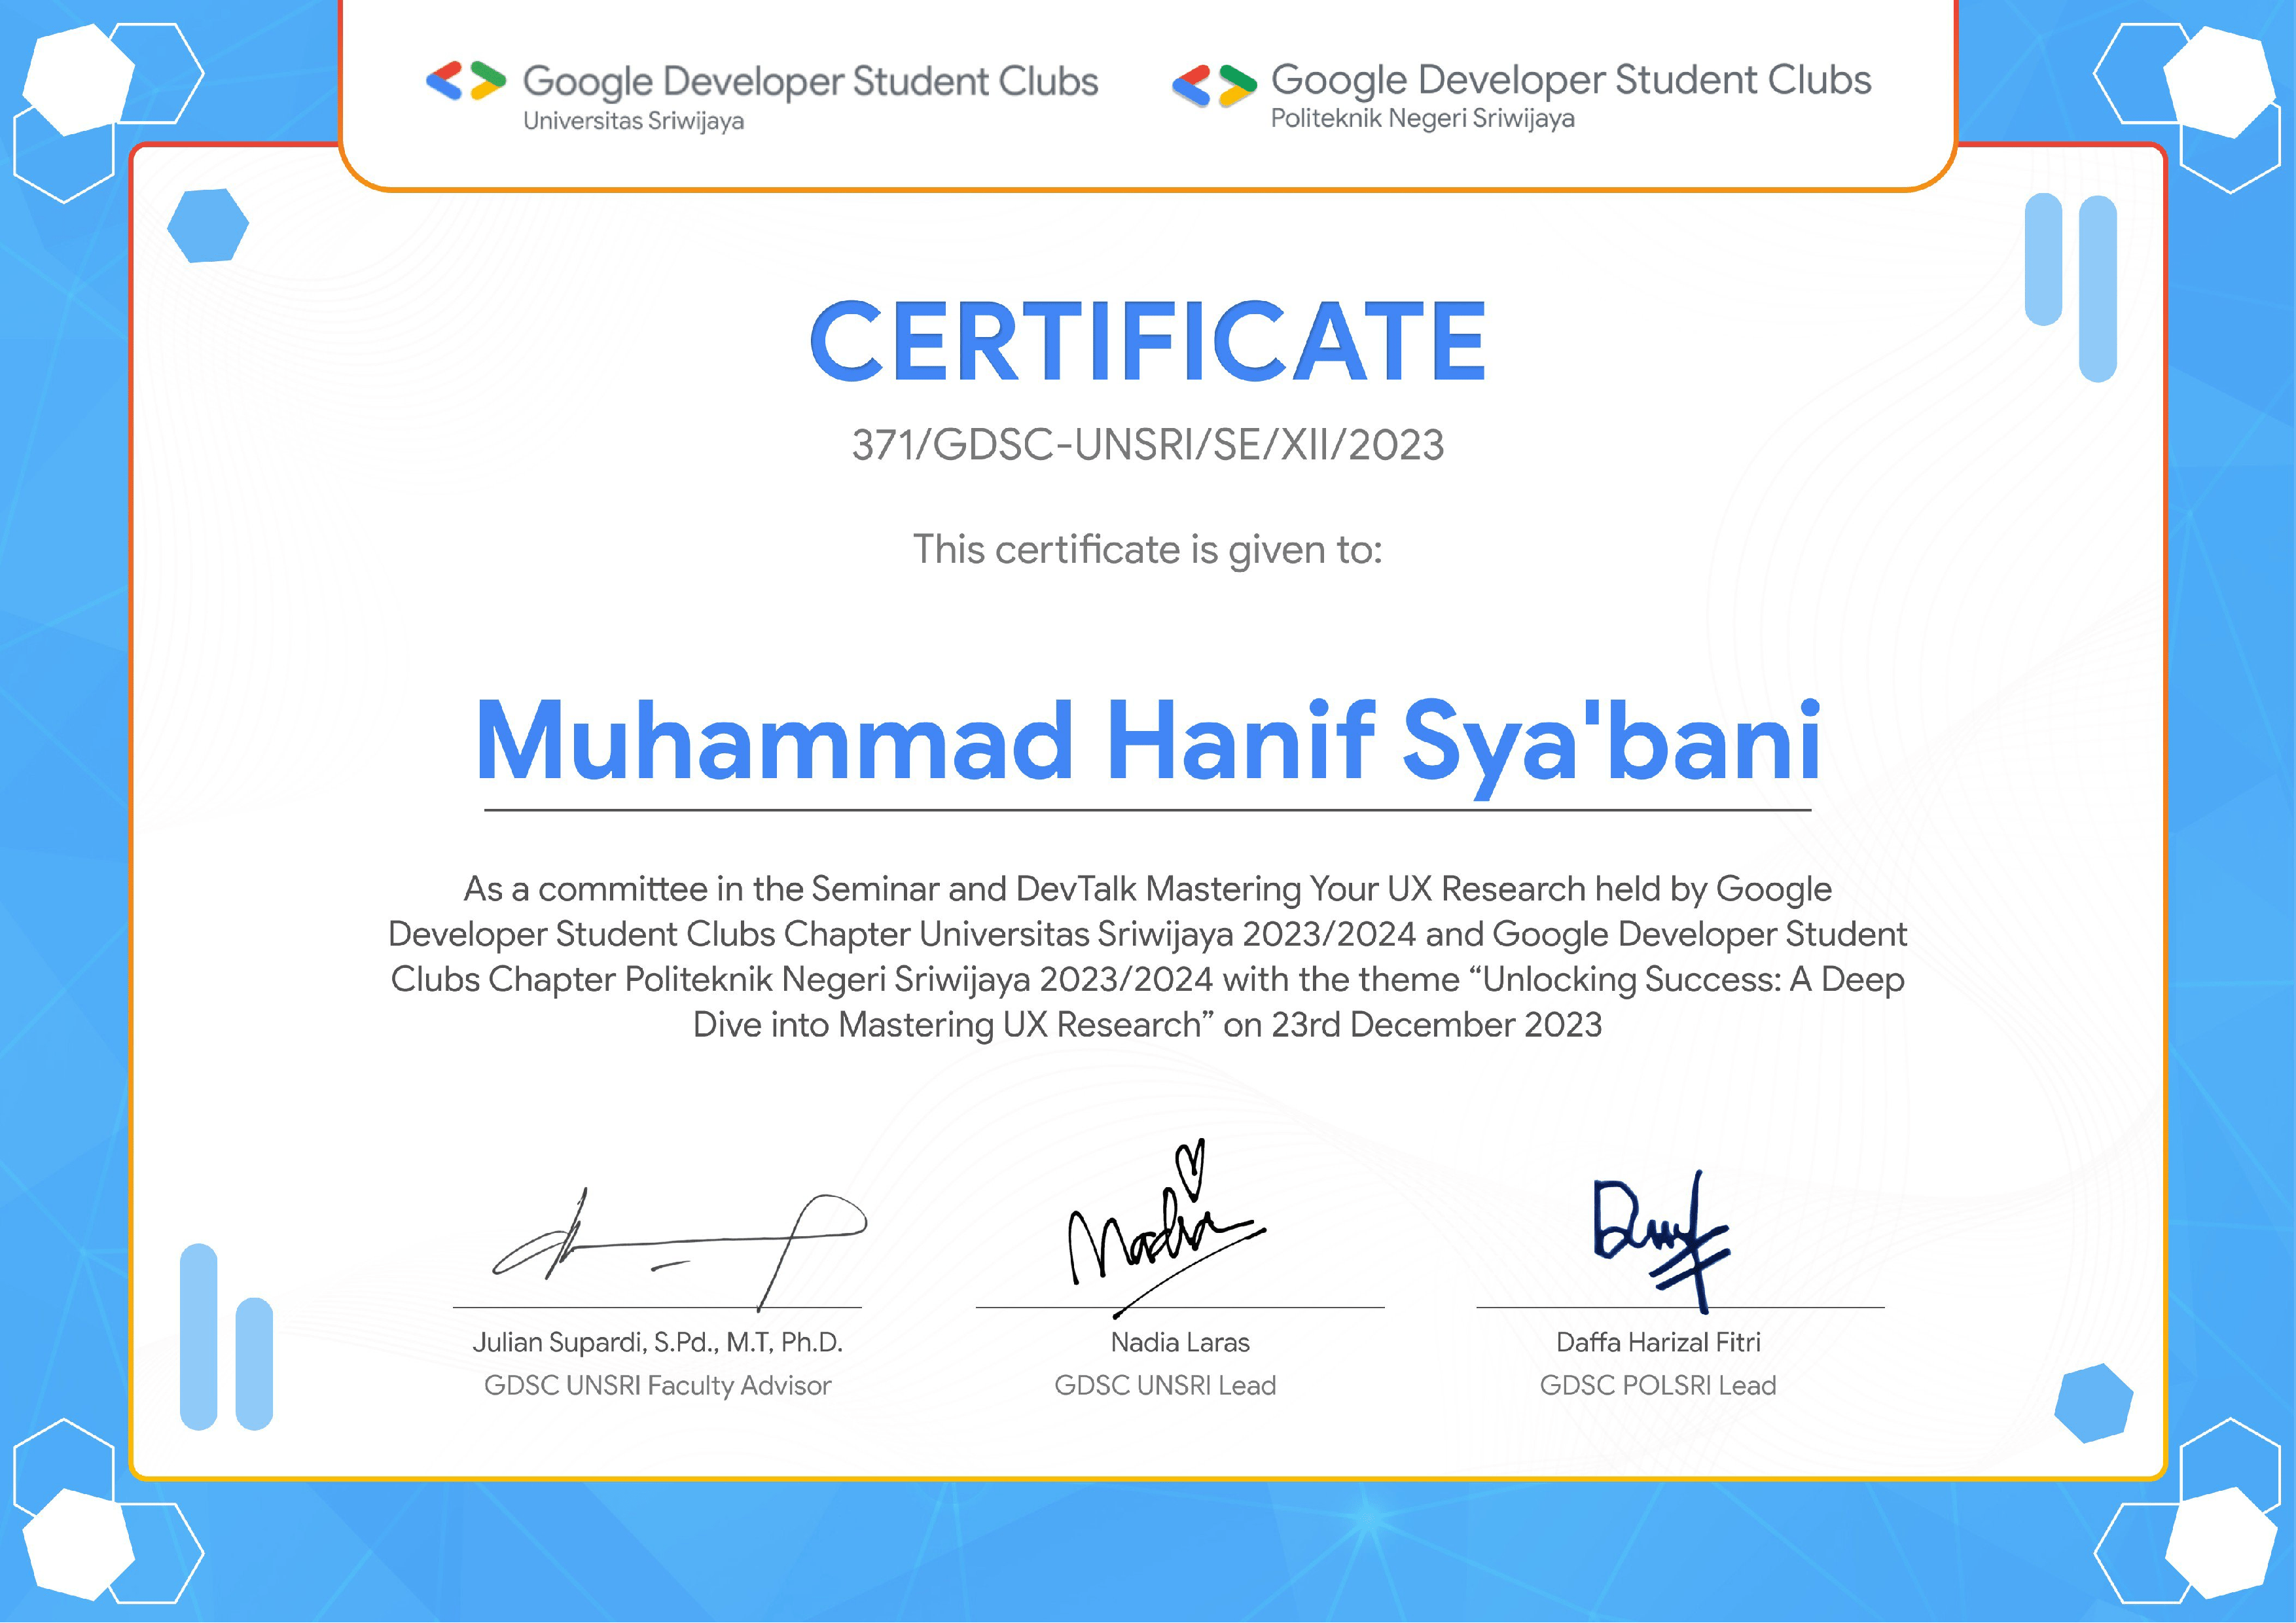 Google Developer Student Clubs
Universitas Sriwijaya
Google Developer Student Clubs
Politeknik Negeri Sriwijaya
CERTIFICATE
371/GDSC-UNSRI/SE/XII/2023
This certificate is given to:
Muhammad Hanif Sya'bani
As a committee in the Seminar and DevTalk Mastering Your UX Research held by Google
Developer Student Clubs Chapter Universitas Sriwijaya 2023/2024 and Google Developer Student
Clubs Chapter Politeknik Negeri Sriwijaya 2023/2024 with the theme “Unlocking Success: A Deep
Dive into Mastering UX Research” on 23rd December 2023
Nadia
Julian Supardi, S.Pd., M.T, Ph.D.
GDSC UNSRI Faculty Advisor
Nadia Laras
GDSC UNSRI Lead
Daffa Harizal Fitri
GDSC POLSRI Lead